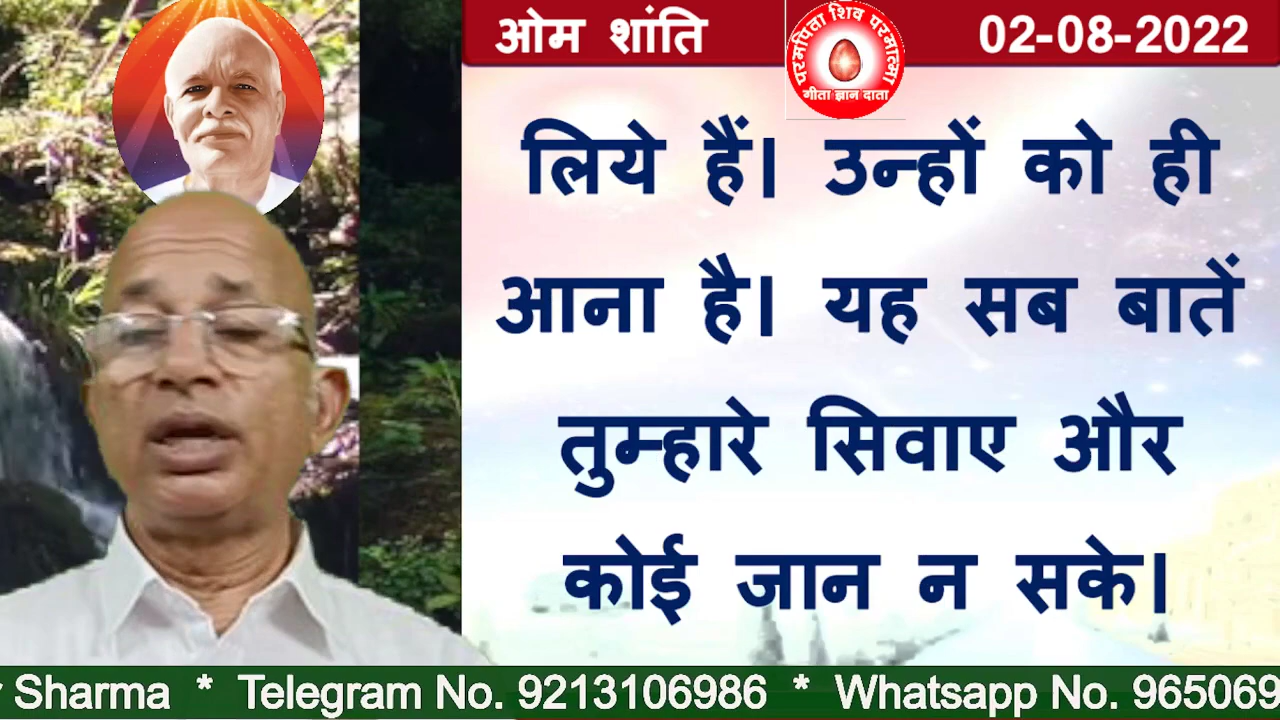 ओम शांति
परमपिता शिव परमात्मा
गीता ज्ञान दाता
02-08-2022
लिये हैं। उन्हों को ही
आना है। यह सब बातें
तुम्हारे सिवाए और
कोई जान न सके।
Sharma * Telegram No. 9213106986 * Whatsapp No. 965069